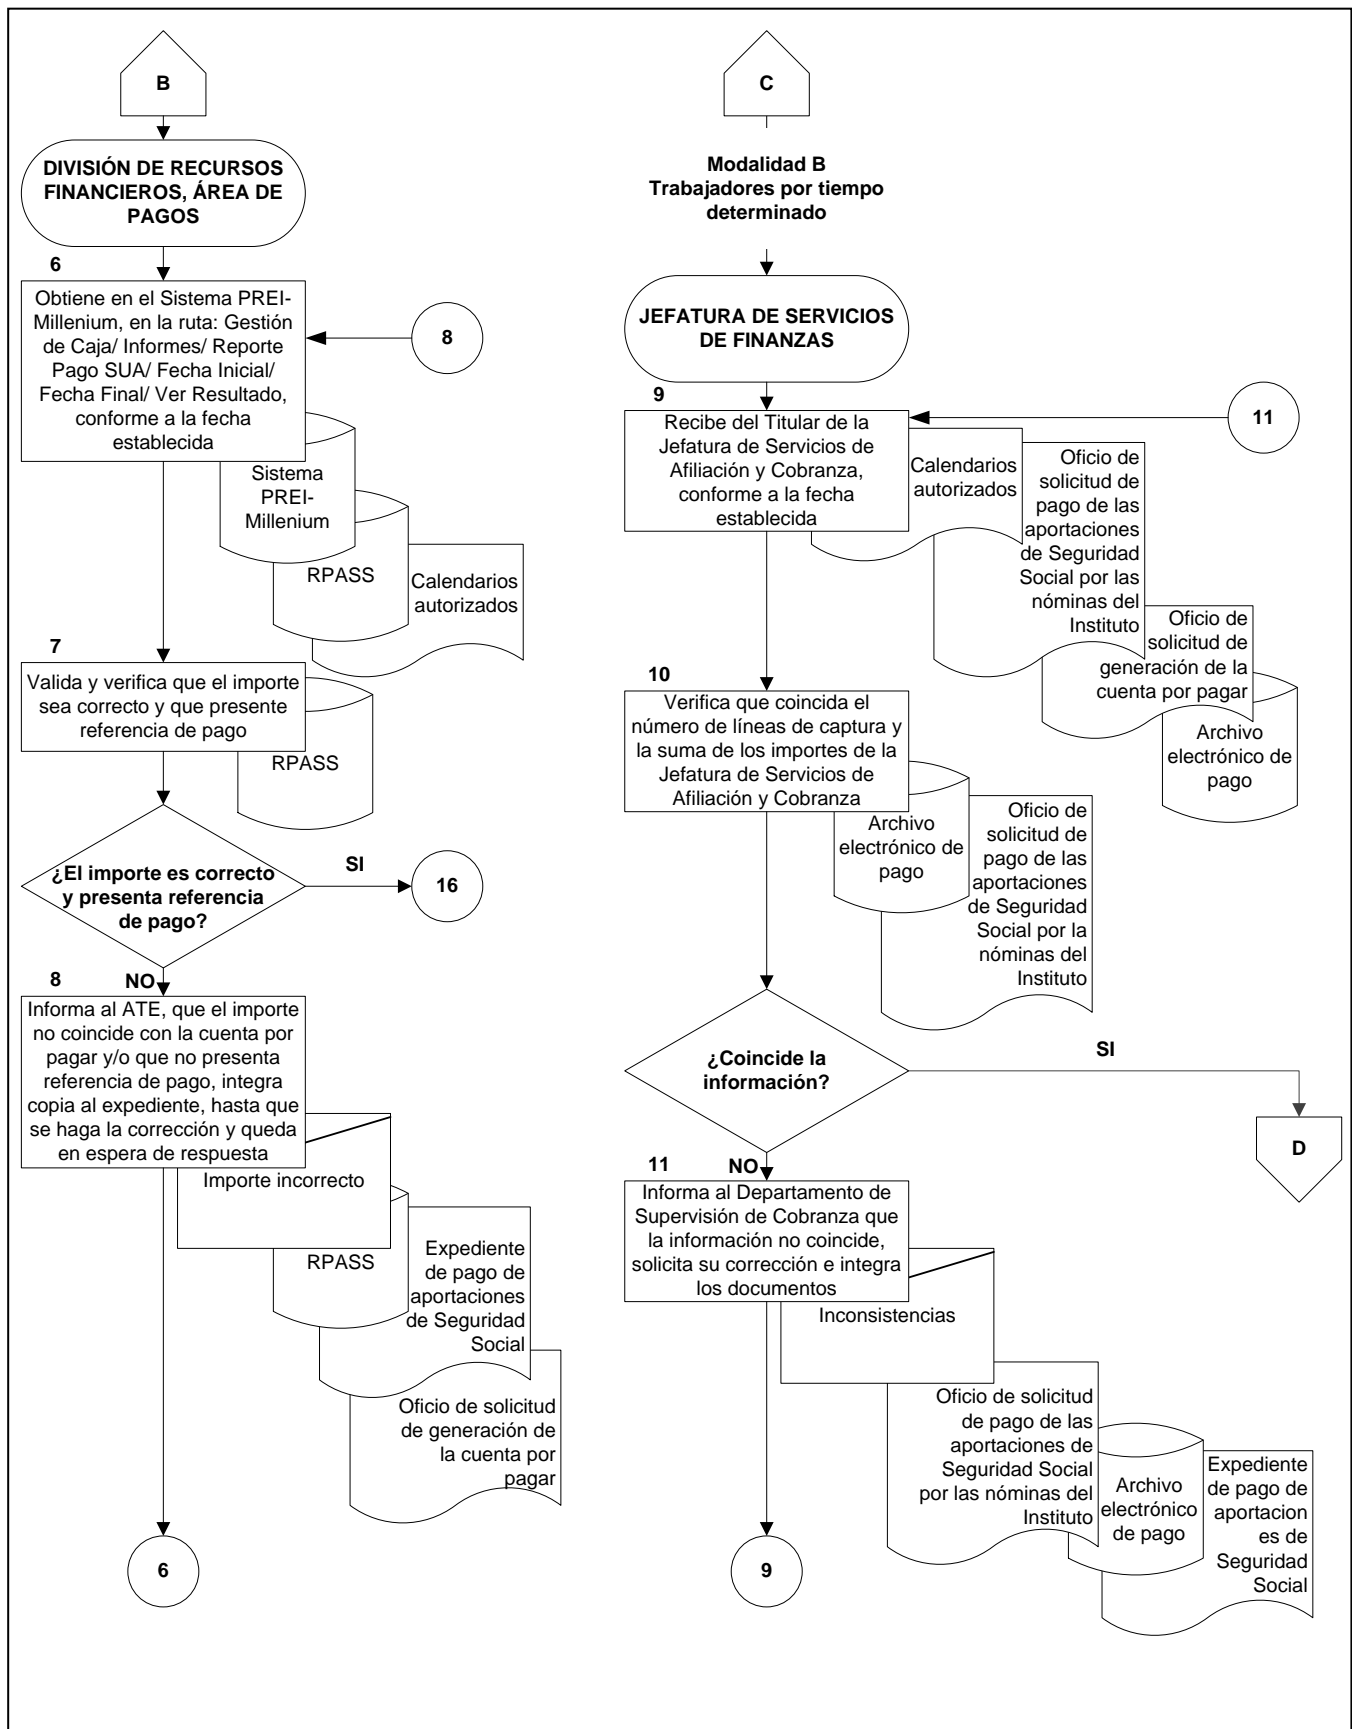 B
DIVISIÓN DE RECURSOS
FINANCIEROS, ÁREA DE
PAGOS
6
Obtiene en el Sistema PREI-
Millenium, en la ruta: Gestión
de Caja/ Informes/ Reporte
Pago SUA/ Fecha Inicial/
Fecha Final/ Ver Resultado,
conforme a la fecha
establecida
8
Sistema
PREI-
Millenium
RPASS
Calendarios
autorizados
7
Valida y verifica que el importe
sea correcto y que presente
referencia de pago
RPASS
¿El importe es correcto
y presenta referencia
de pago?
SI
16
NO
8
Informa al ATE, que el importe
no coincide con la cuenta por
pagar y/o que no presenta
referencia de pago, integra
copia al expediente, hasta que
se haga la corrección y queda
en espera de respuesta
Importe incorrecto
RPASS
Expediente
de pago de
aportaciones
de Seguridad
Social
Oficio de solicitud
de generación de
la cuenta por
pagar
6
C
Modalidad B
Trabajadores por tiempo
determinado
JEFATURA DE SERVICIOS
DE FINANZAS
9
Recibe del Titular de la
Jefatura de Servicios de
Afiliación y Cobranza,
conforme a la fecha
establecida
11
Calendarios
autorizados
Oficio de
solicitud de
pago de las
aportaciones
de Seguridad
Social por las
nóminas del
Instituto
Oficio de
solicitud de
generación de la
cuenta por pagar
Archivo
electrónico de
pago
10
Verifica que coincida el
número de líneas de captura y
la suma de los importes de la
Jefatura de Servicios de
Afiliación y Cobranza
Archivo
electrónico de
pago
Oficio de
solicitud de
pago de las
aportaciones
de Seguridad
Social por la
nóminas del
Instituto
¿Coincide la
información?
SI
D
NO
11
Informa al Departamento de
Supervisión de Cobranza que
la información no coincide,
solicita su corrección e integra
los documentos
Inconsistencias
Oficio de solicitud
de pago de las
aportaciones de
Seguridad Social
por las nóminas del
Instituto
Archivo
electrónico
de pago
Expediente
de pago de
aportacion
es de
Seguridad
Social
9